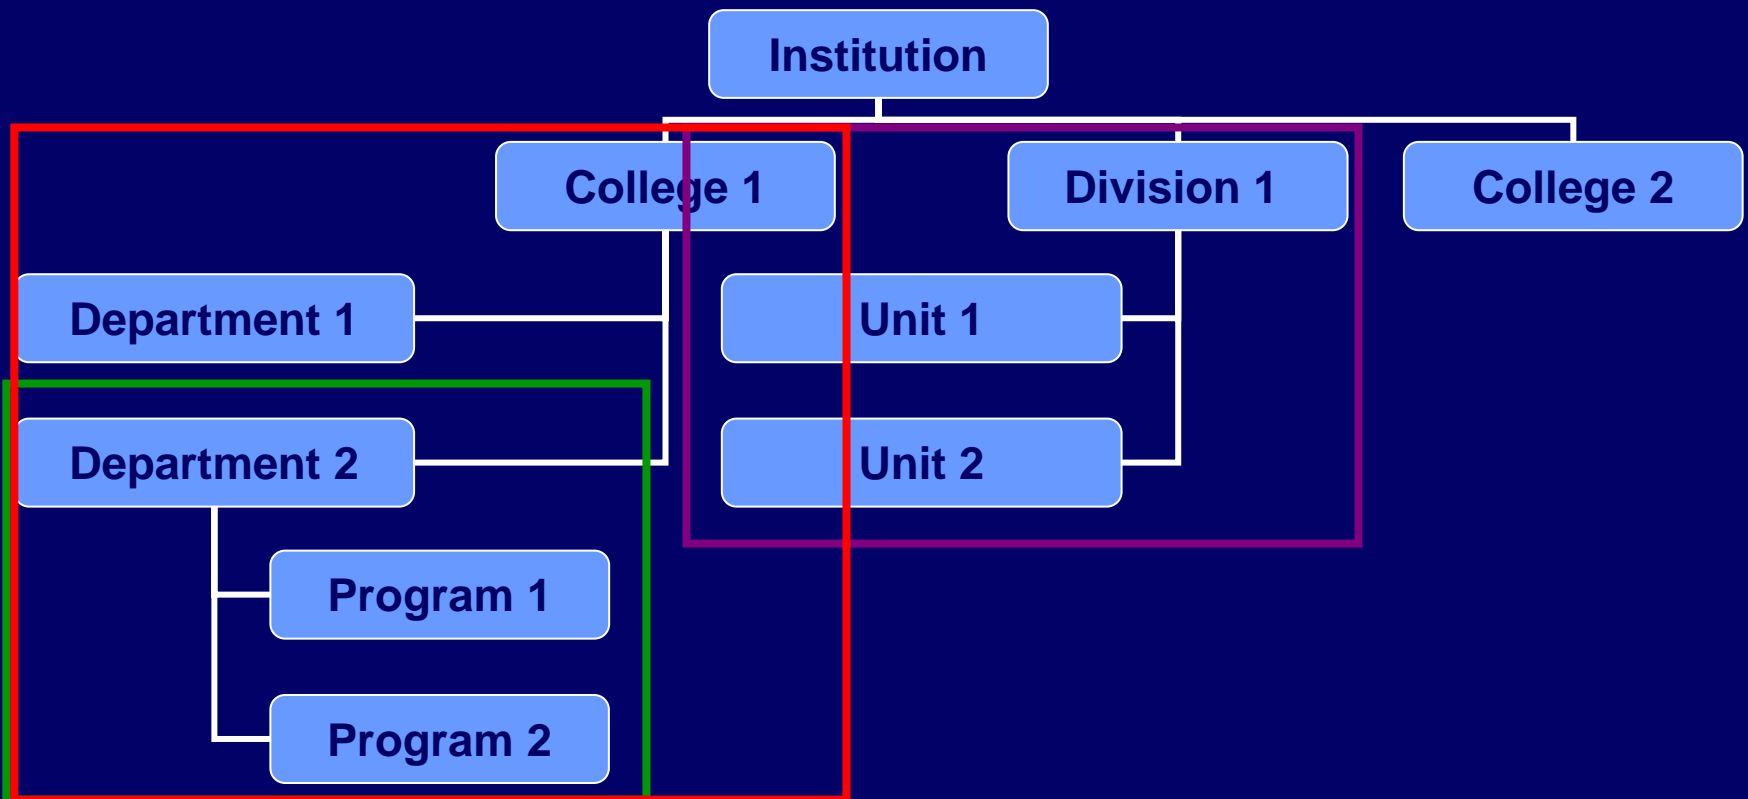 Institution
College 1
Division 1
College 2
Department 1
Unit 1
Department 2
Unit 2
Program 1
Program 2